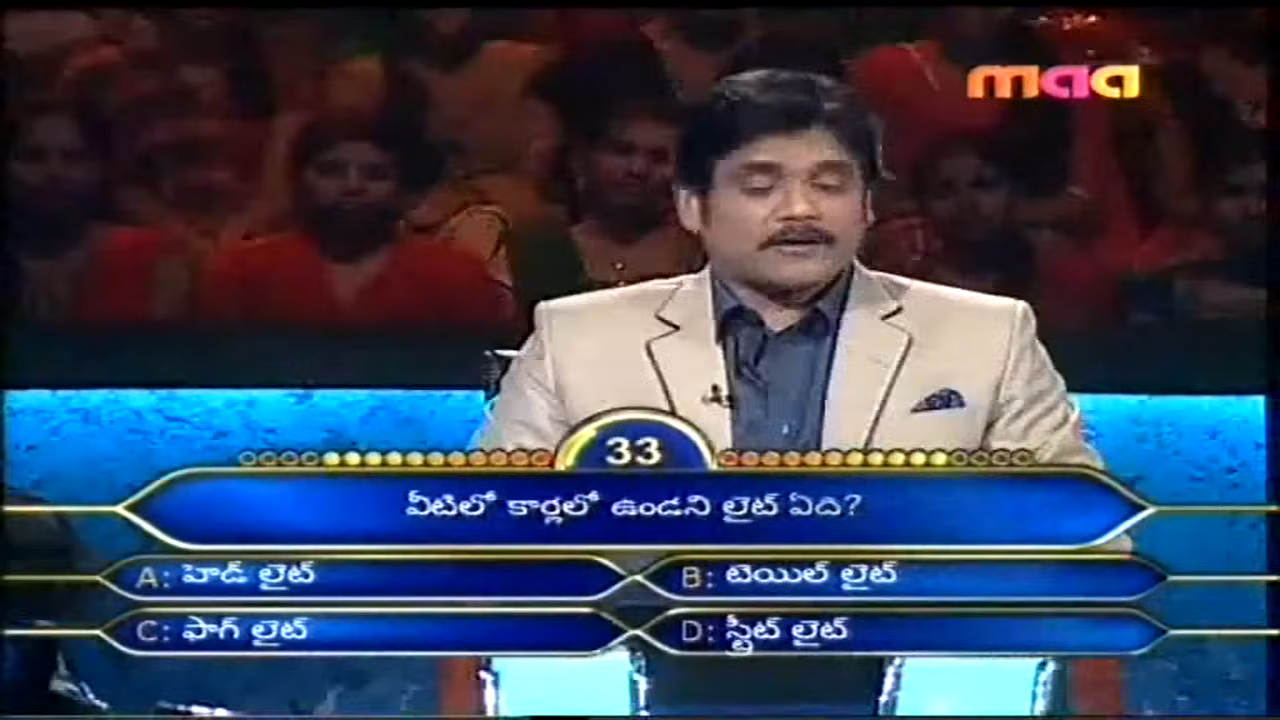 maa
33
వీటిలో కార్లలో ఉండని లైట్ ఏది?
A: హెడ్ లైట్
B: టెయిల్ లైట్
C: ఫాగ్ లైట్
D: స్ట్రీట్ లైట్